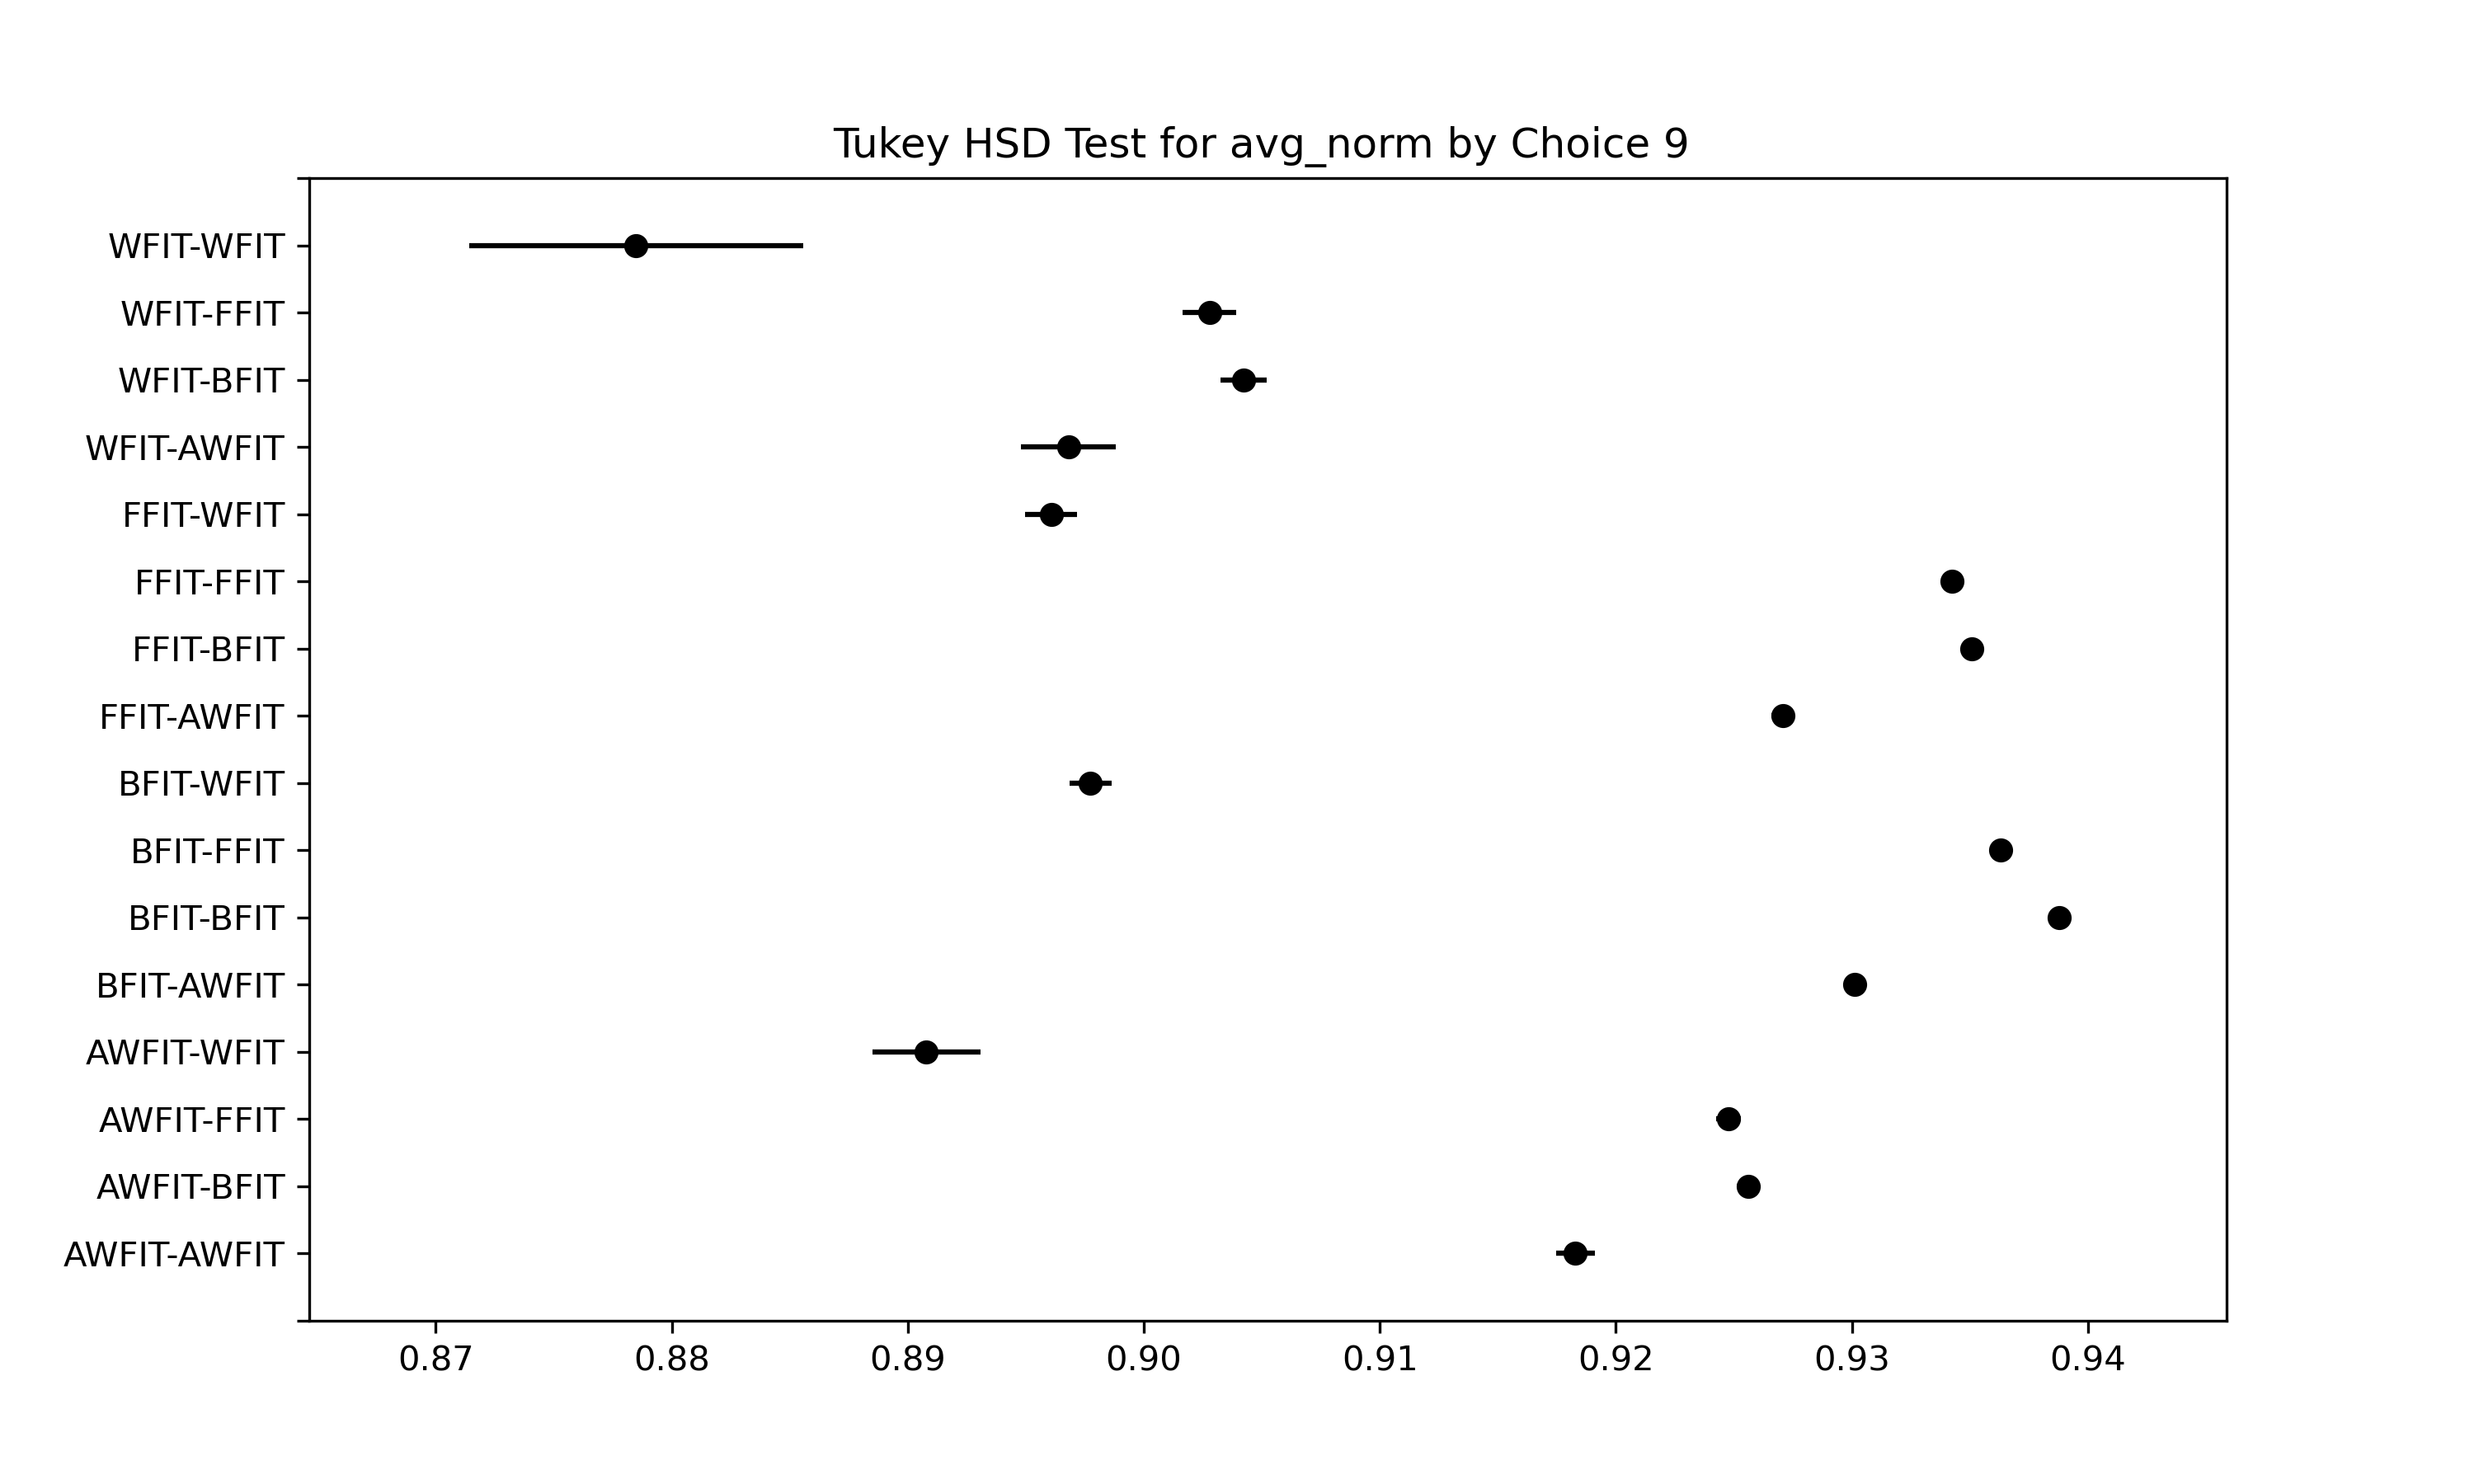 Tukey HSD Test for avg_norm by Choice 9
WFIT-WFIT
WFIT-FFIT
WFIT-BFIT
WFIT-AWFIT
FFIT-WFIT
FFIT-FFIT
FFIT-BFIT
FFIT-AWFIT
BFIT-WFIT
BFIT-FFIT
BFIT-BFIT
BFIT-AWFIT
AWFIT-WFIT
AWFIT-FFIT
AWFIT-BFIT
AWFIT-AWFIT
0.87 0.88 0.89 0.90 0.91 0.92 0.93 0.94